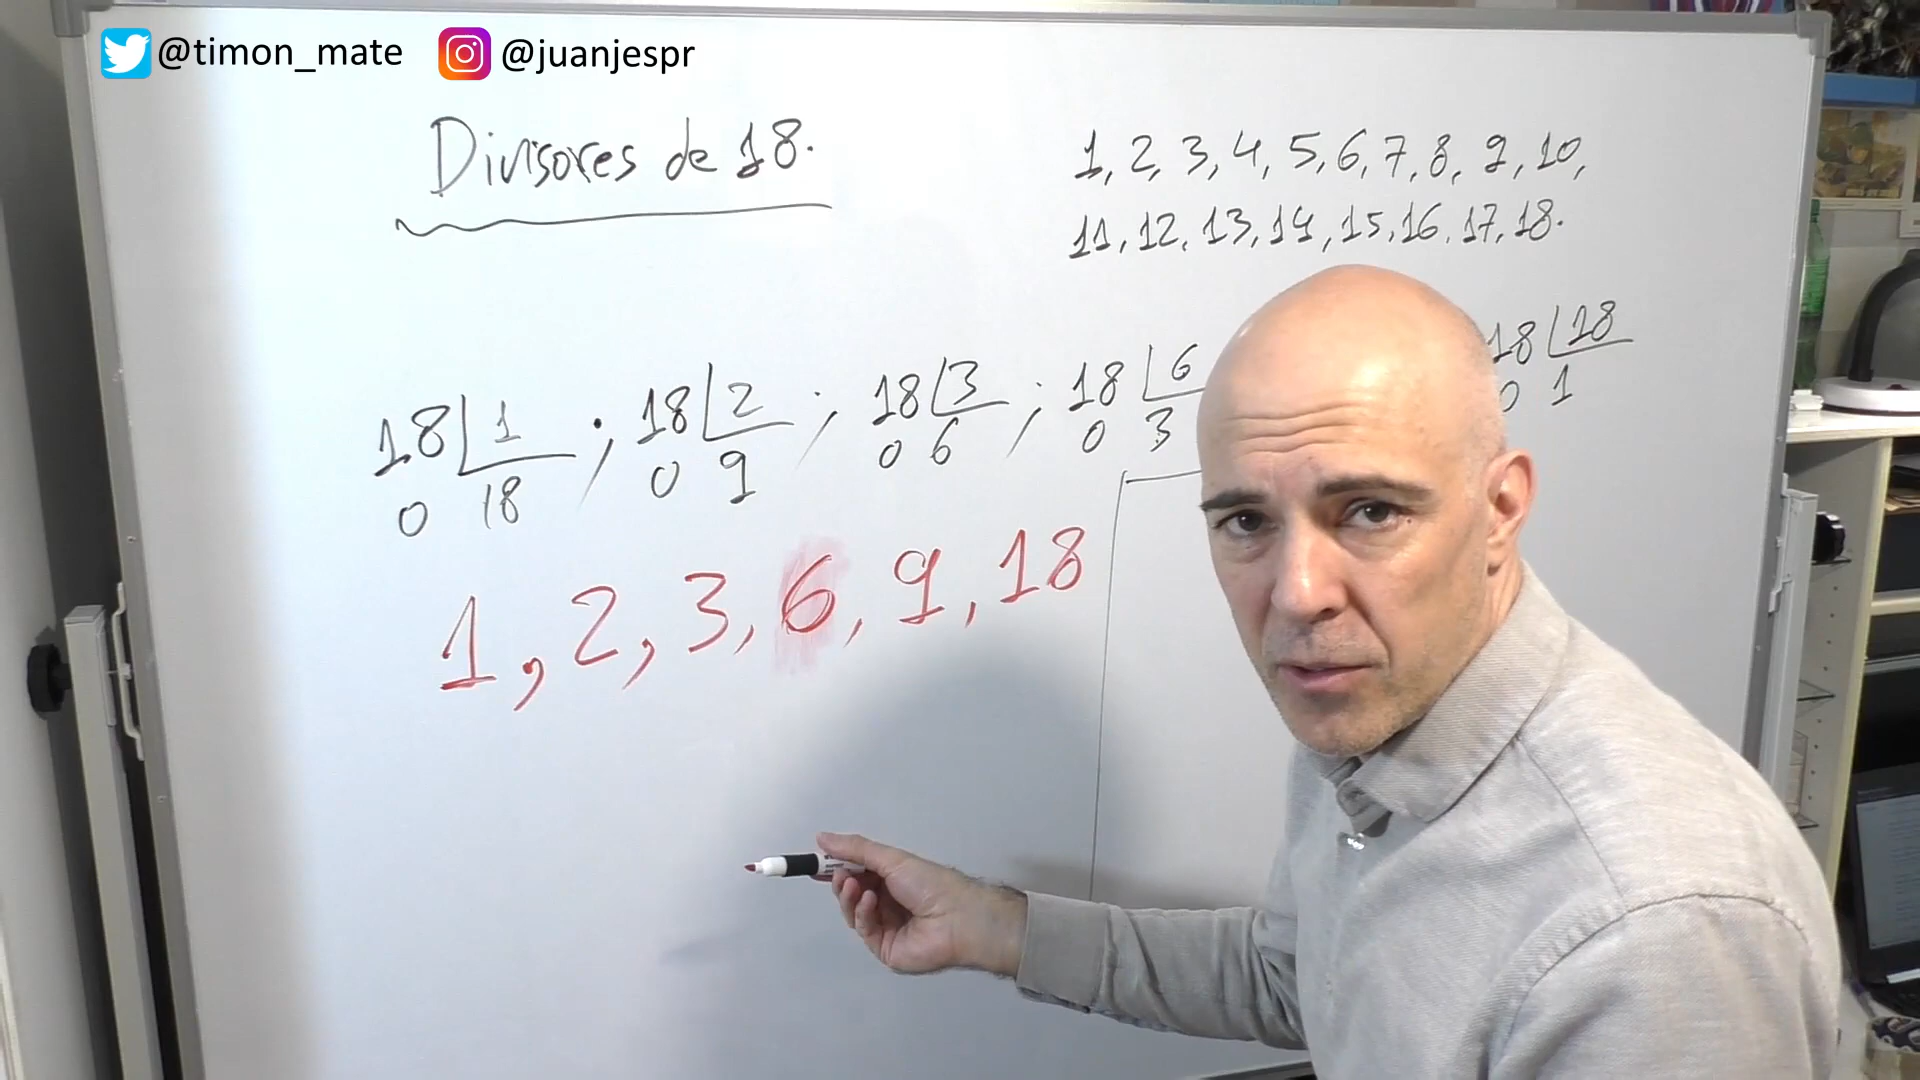 @timon_mate @juanjespr
Divisores de 18.
1, 2, 3, 4, 5, 6, 7, 8, 9, 10,
11, 12, 13, 14, 15, 16, 17, 18.
18 1 ; 18 2 ; 18 3 ; 18 6 18 18
0 18 0 9 0 6 0 3 0 1
1, 2, 3, 6, 9, 18